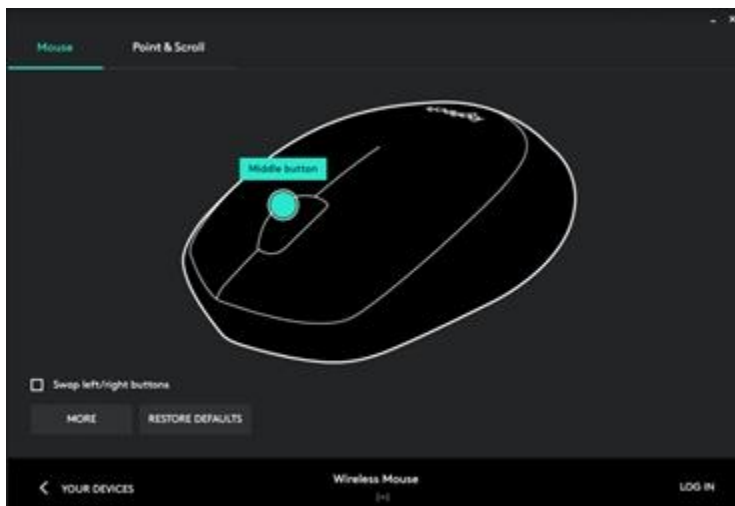 Mouse
Point & Scroll
Middle button
Swap left/right buttons
MORE
RESTORE DEFAULTS
YOUR DEVICES
Wireless Mouse
LOG IN